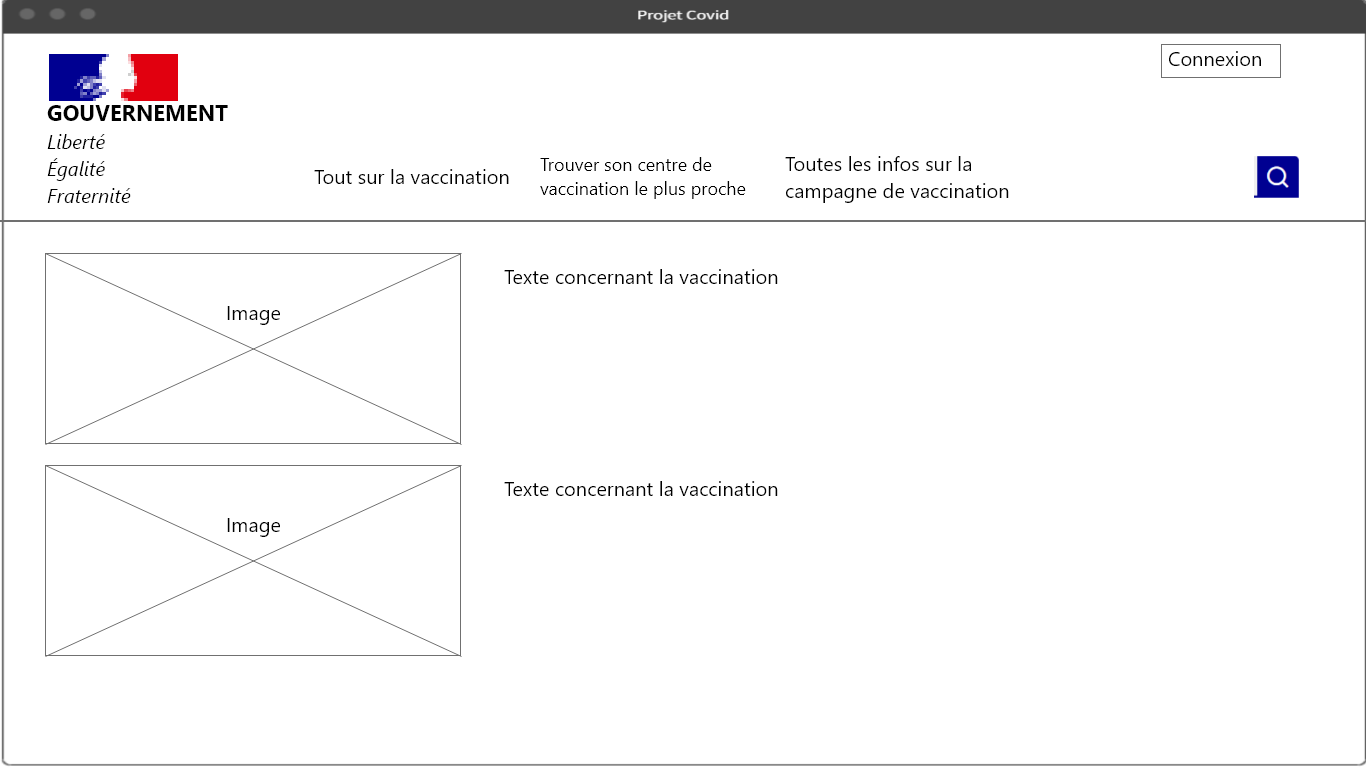 Projet Covid
Connexion
GOUVERNEMENT
Liberté
Égalité
Fraternité
Tout sur la vaccination
Trouver son centre de
vaccination le plus proche
Toutes les infos sur la
campagne de vaccination
Image
Texte concernant la vaccination
Image
Texte concernant la vaccination